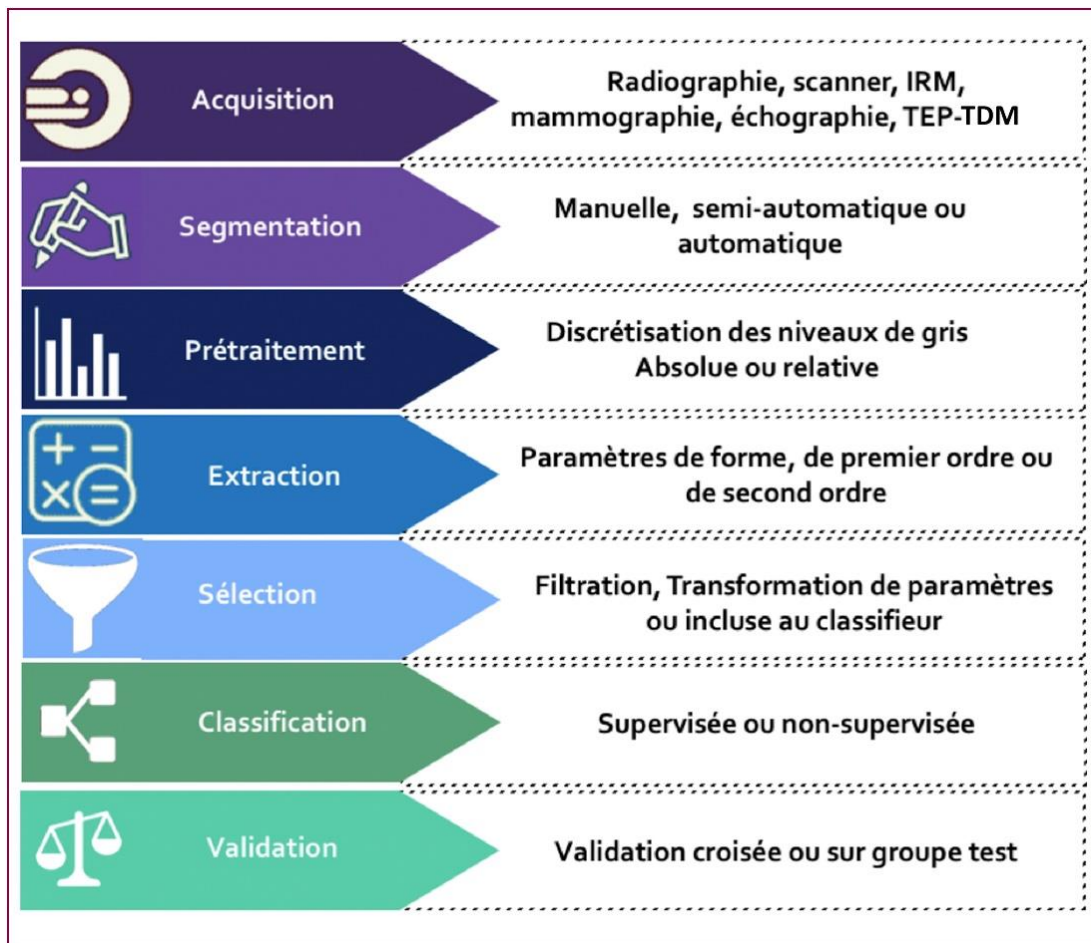 Acquisition
Radiographie, scanner, IRM,
mammographie, échographie, TEP-TDM
Segmentation
Manuelle, semi-automatique ou
automatique
Prétraitement
Discrétisation des niveaux de gris
Absolue ou relative
Extraction
Paramètres de forme, de premier ordre ou
de second ordre
Sélection
Filtration, Transformation de paramètres
ou incluse au classifieur
Classification
Supervisée ou non-supervisée
Validation
Validation croisée ou sur groupe test